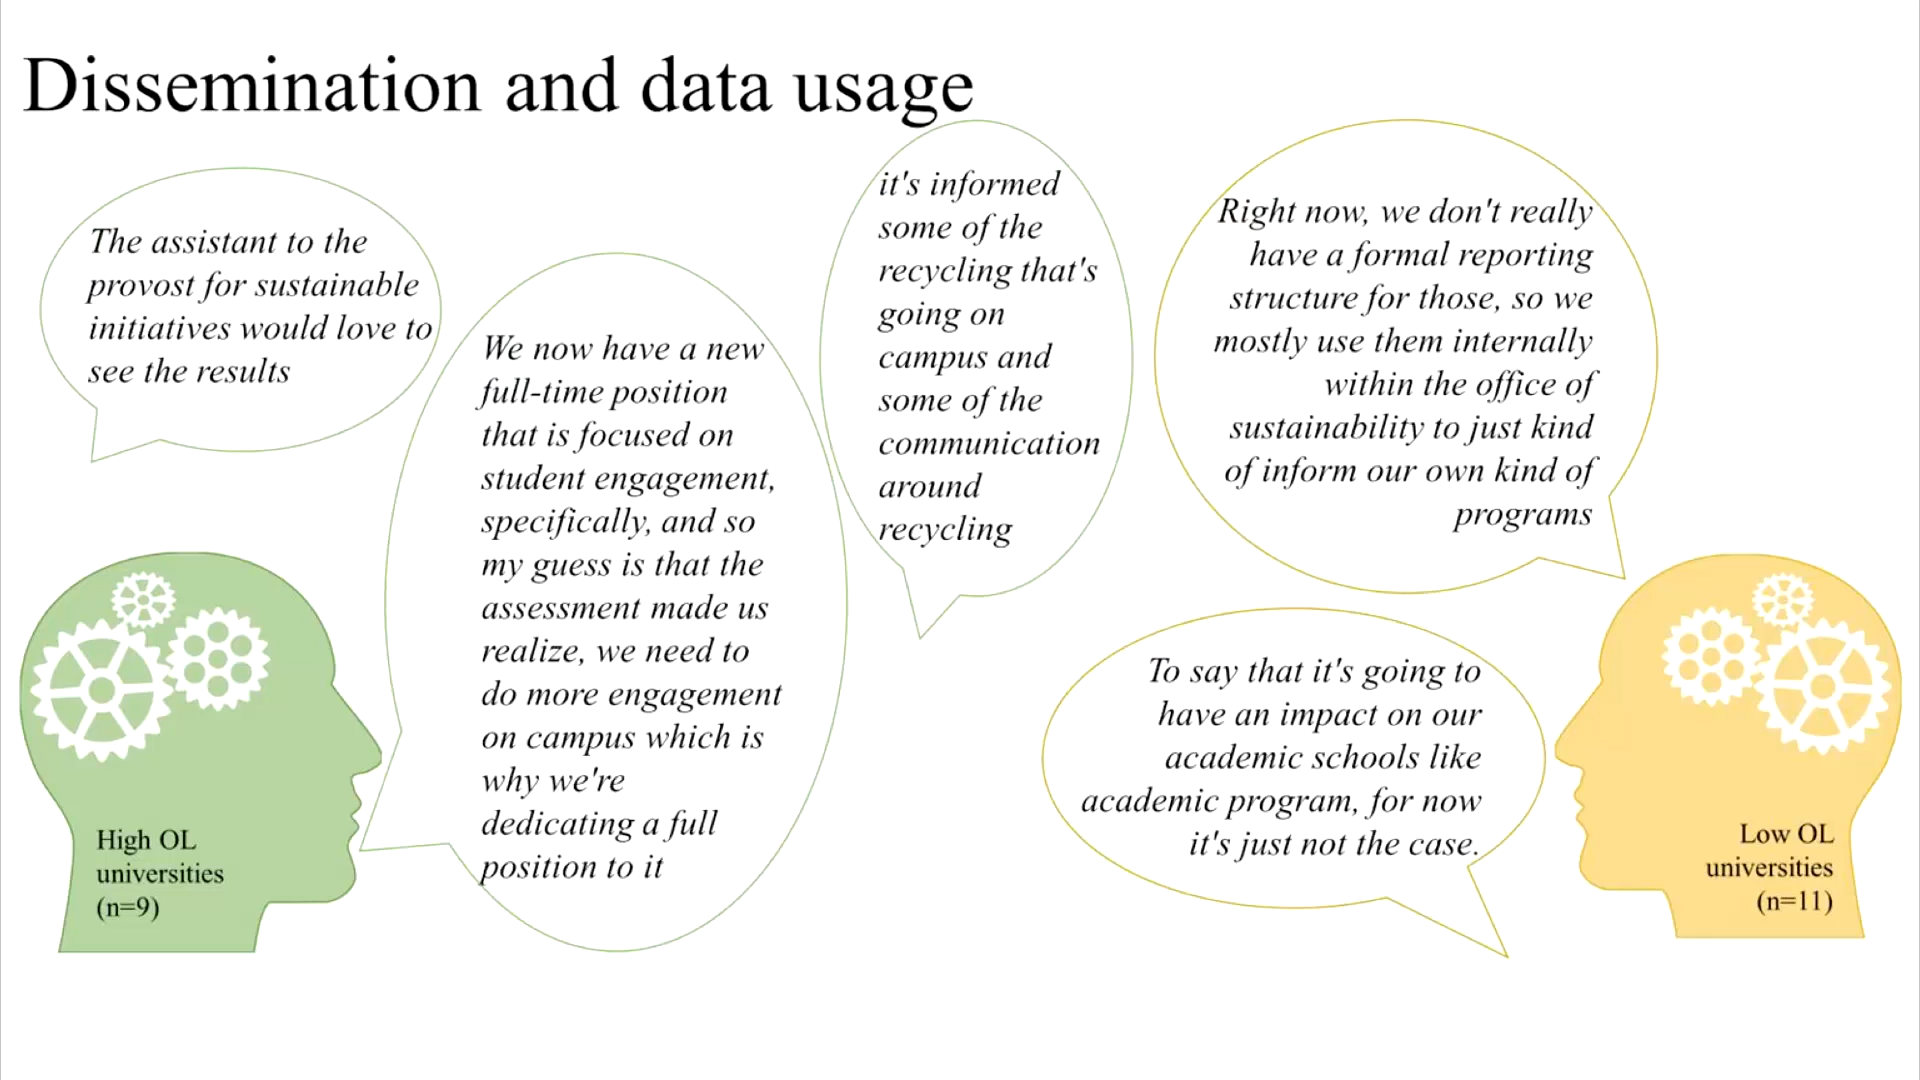 Dissemination and data usage
The assistant to the
provost for sustainable
initiatives would love to
see the results
We now have a new
full-time position
that is focused on
student engagement,
specifically, and so
my guess is that the
assessment made us
realize, we need to
do more engagement
on campus which is
why we're
dedicating a full
position to it
it's informed
some of the
recycling that's
going on
campus and
some of the
communication
around
recycling
Right now, we don't really
have a formal reporting
structure for those, so we
mostly use them internally
within the office of
sustainability to just kind
of inform our own kind of
programs
To say that it's going to
have an impact on our
academic schools like
academic program, for now
it's just not the case.
High OL
universities
(n=9)
Low OL
universities
(n=11)